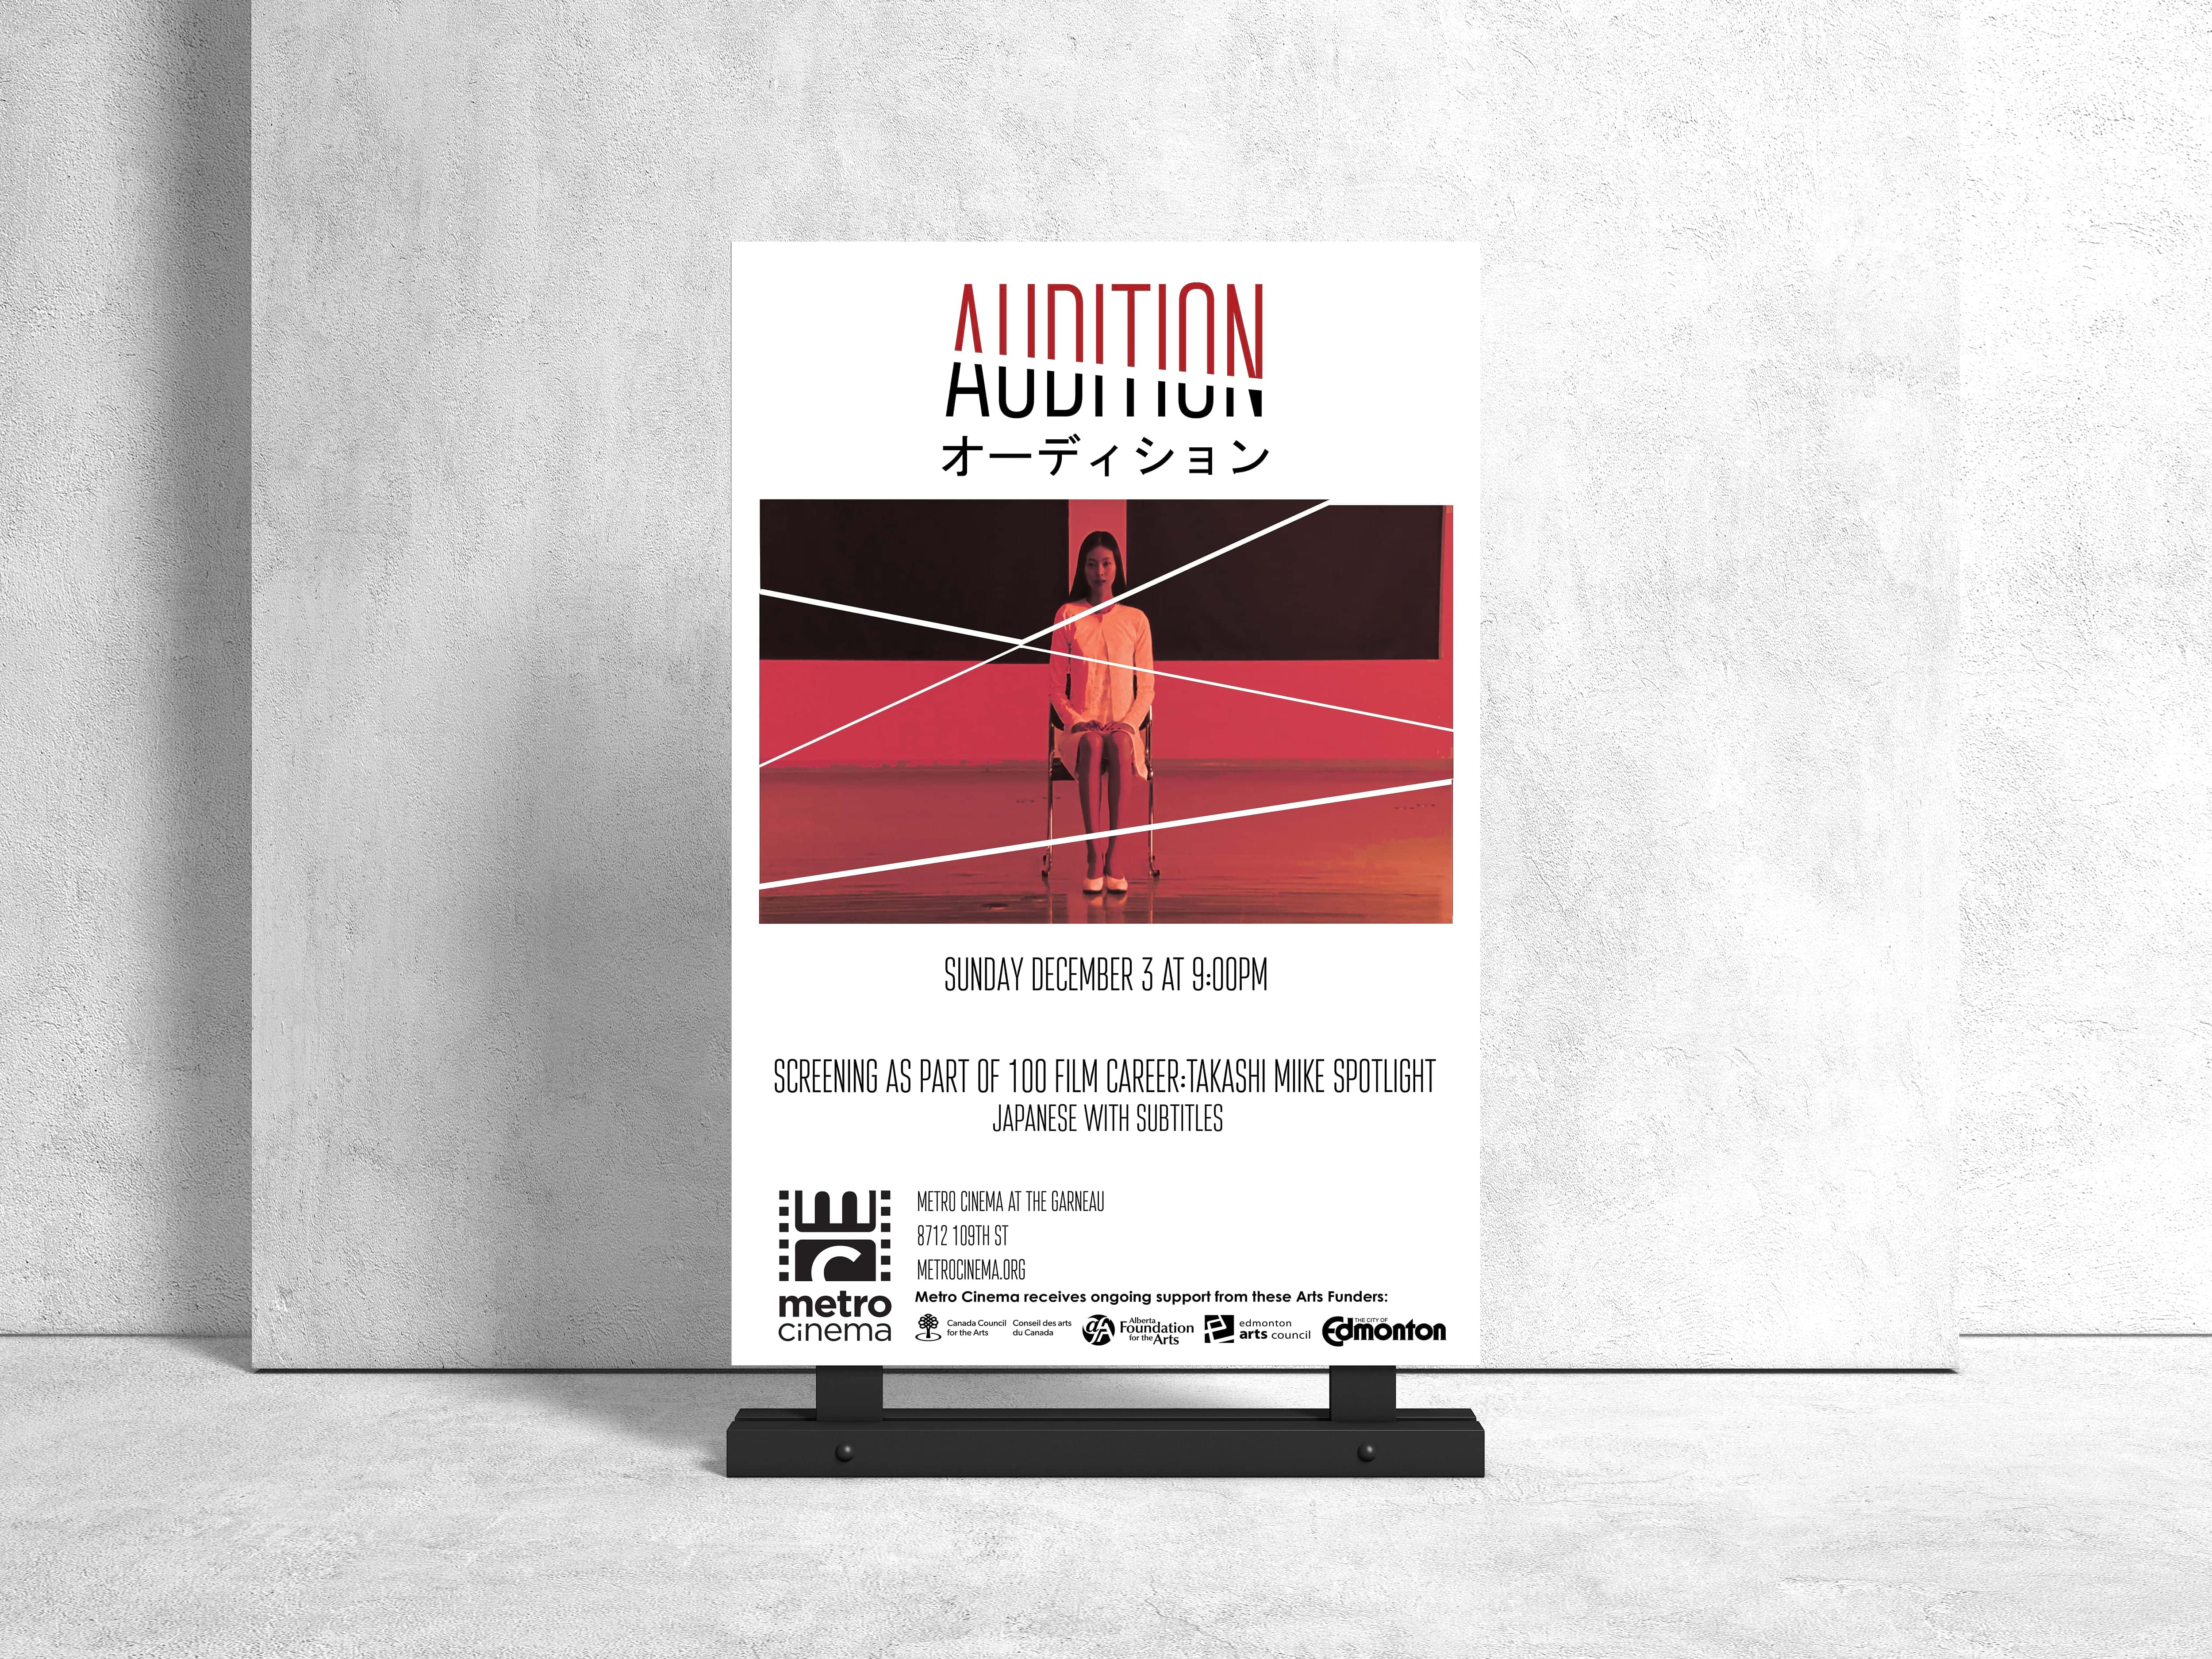 AUDITION
オーディション
SUNDAY DECEMBER 3 AT 9:00PM
SCREENING AS PART OF 100 FILM CAREER:TAKASHI MIIKE SPOTLIGHT
JAPANESE WITH SUBTITLES
mc
metro
cinema
METRO CINEMA AT THE GARNEAU
8712 109TH ST
METROCINEMA.ORG
Metro Cinema receives ongoing support from these Arts Funders:
Canada Council for the Arts
Conseil des arts du Canada
afa
Alberta Foundation for the Arts
edmonton arts council
THE CITY OF Edmonton